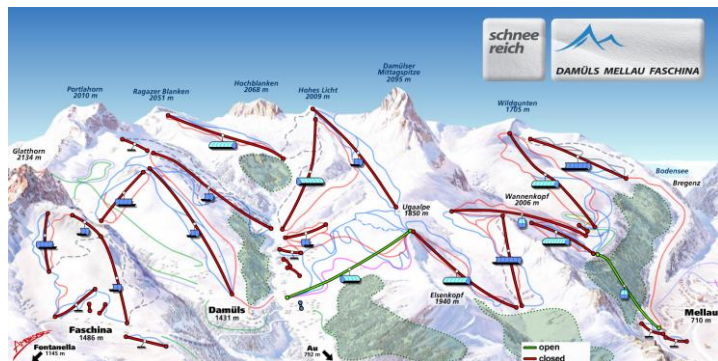 schnee
reich
DAMÜLS MELLAU FASCHINA
Damülser
Mittagspitze
2095 m
Portlahorn
2010 m
Ragazer Blanken
2051 m
Hochblanken
2068 m
Hohes Licht
2009 m
Wildgunten
1705 m
Glatthorn
2134 m
Bodensee
Bregenz
Wannenkopf
2006 m
Ugaalpe
1850 m
Elsenkopf
1940 m
Damüls
1431 m
Mellau
710 m
Faschina
1486 m
Fontanella
1145 m
Au
792 m
open
closed